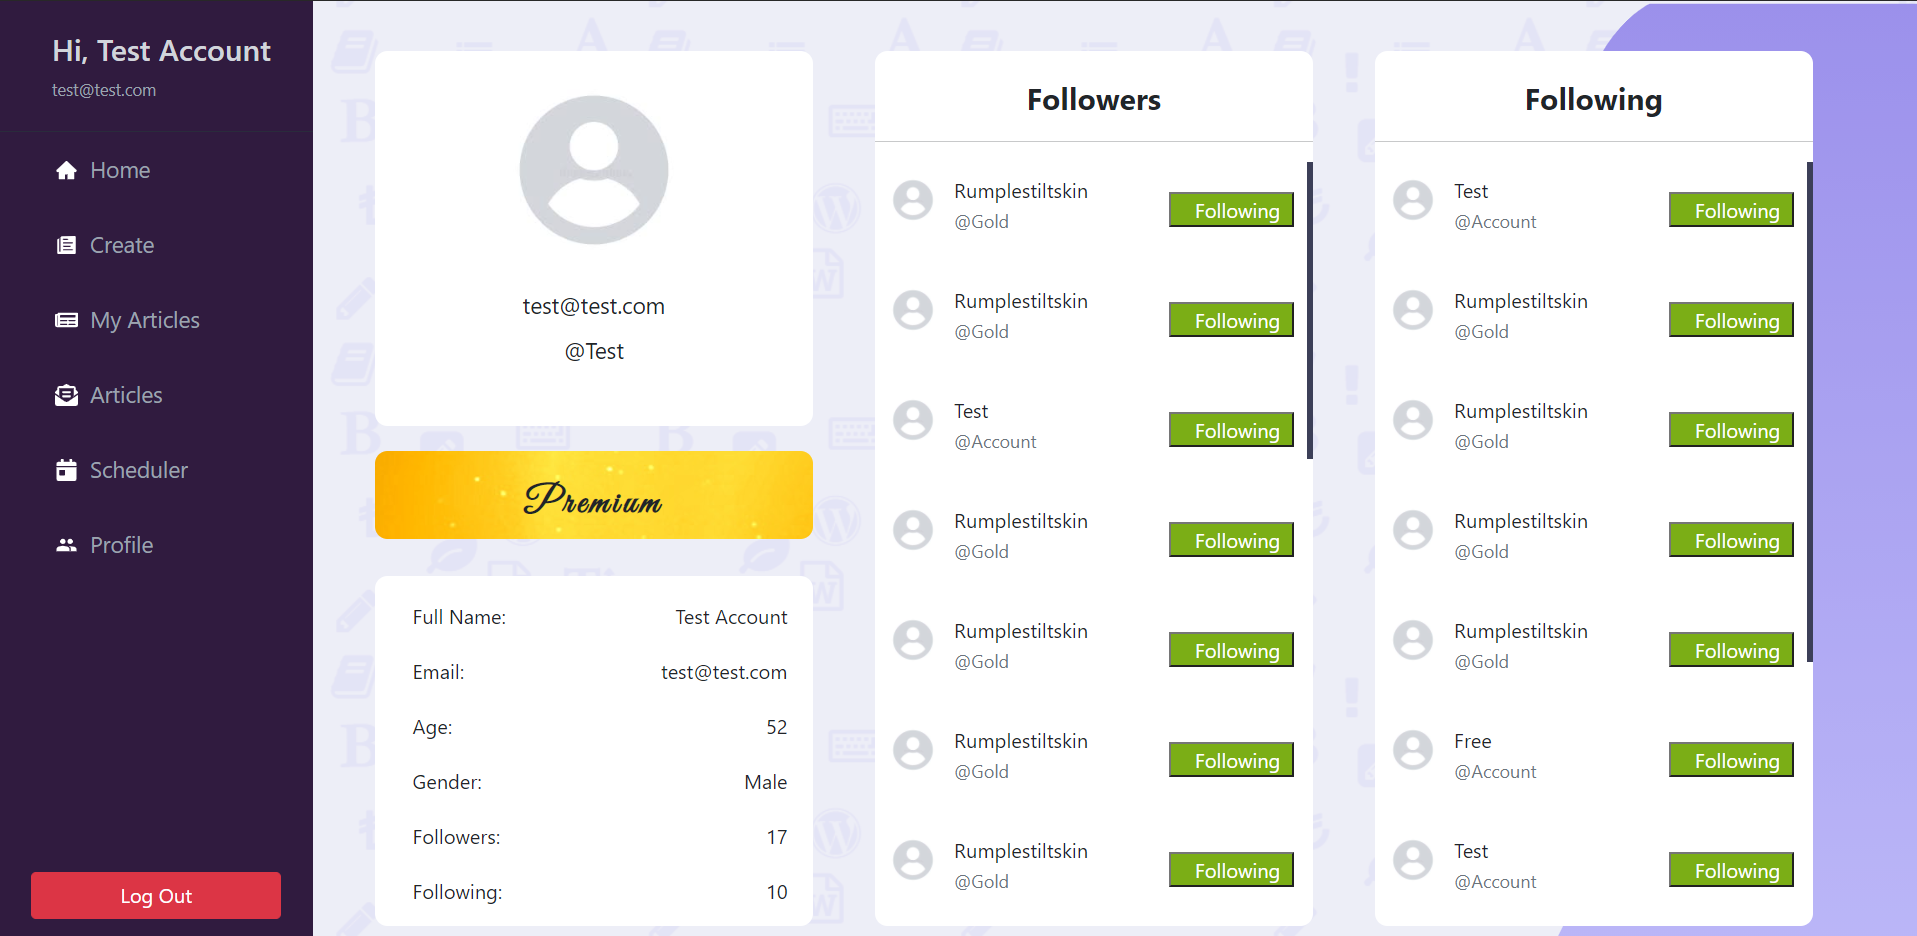 Hi, Test Account
test@test.com
Home
Create
My Articles
Articles
Scheduler
Profile
Log Out
test@test.com
@Test
Premium
Full Name: Test Account
Email: test@test.com
Age: 52
Gender: Male
Followers: 17
Following: 10
Followers
Rumplestiltskin
@Gold
Following
Rumplestiltskin
@Gold
Following
Test
@Account
Following
Rumplestiltskin
@Gold
Following
Rumplestiltskin
@Gold
Following
Rumplestiltskin
@Gold
Following
Rumplestiltskin
@Gold
Following
Following
Test
@Account
Following
Rumplestiltskin
@Gold
Following
Rumplestiltskin
@Gold
Following
Rumplestiltskin
@Gold
Following
Rumplestiltskin
@Gold
Following
Free
@Account
Following
Test
@Account
Following